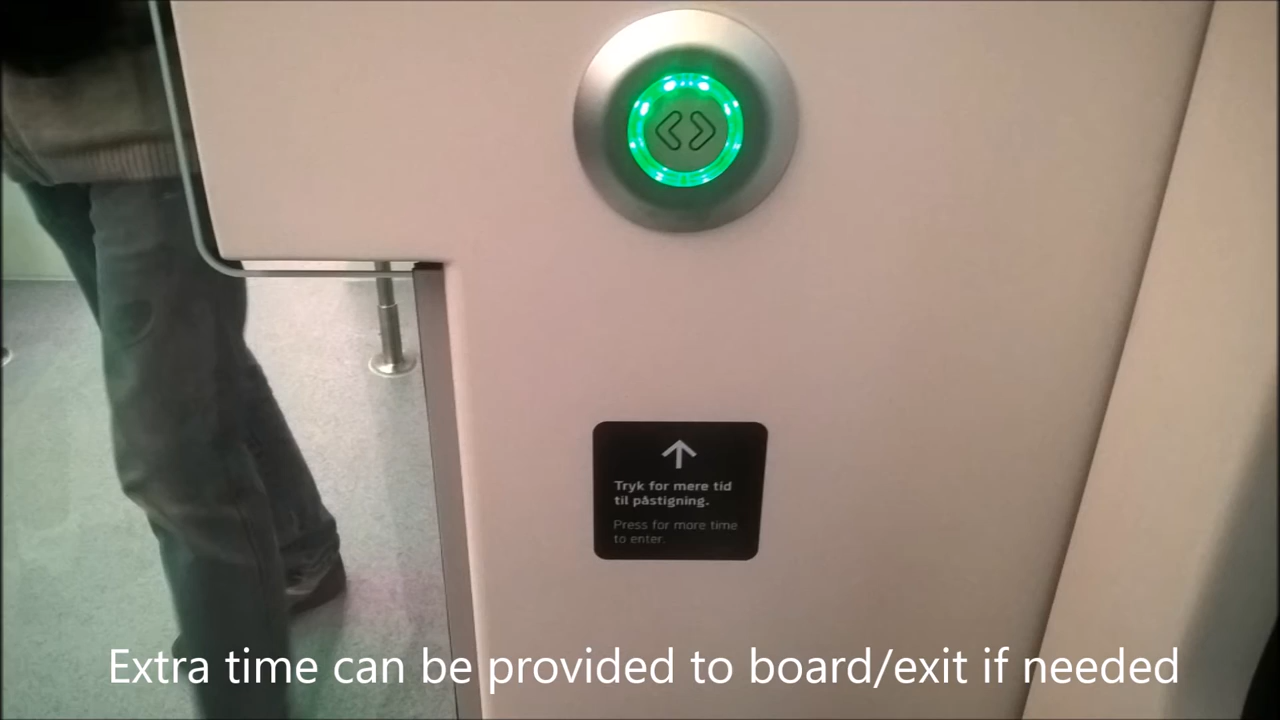 Tryk for mere tid
til påstigning.
Press for more time
to enter.
Extra time can be provided to board/exit if needed